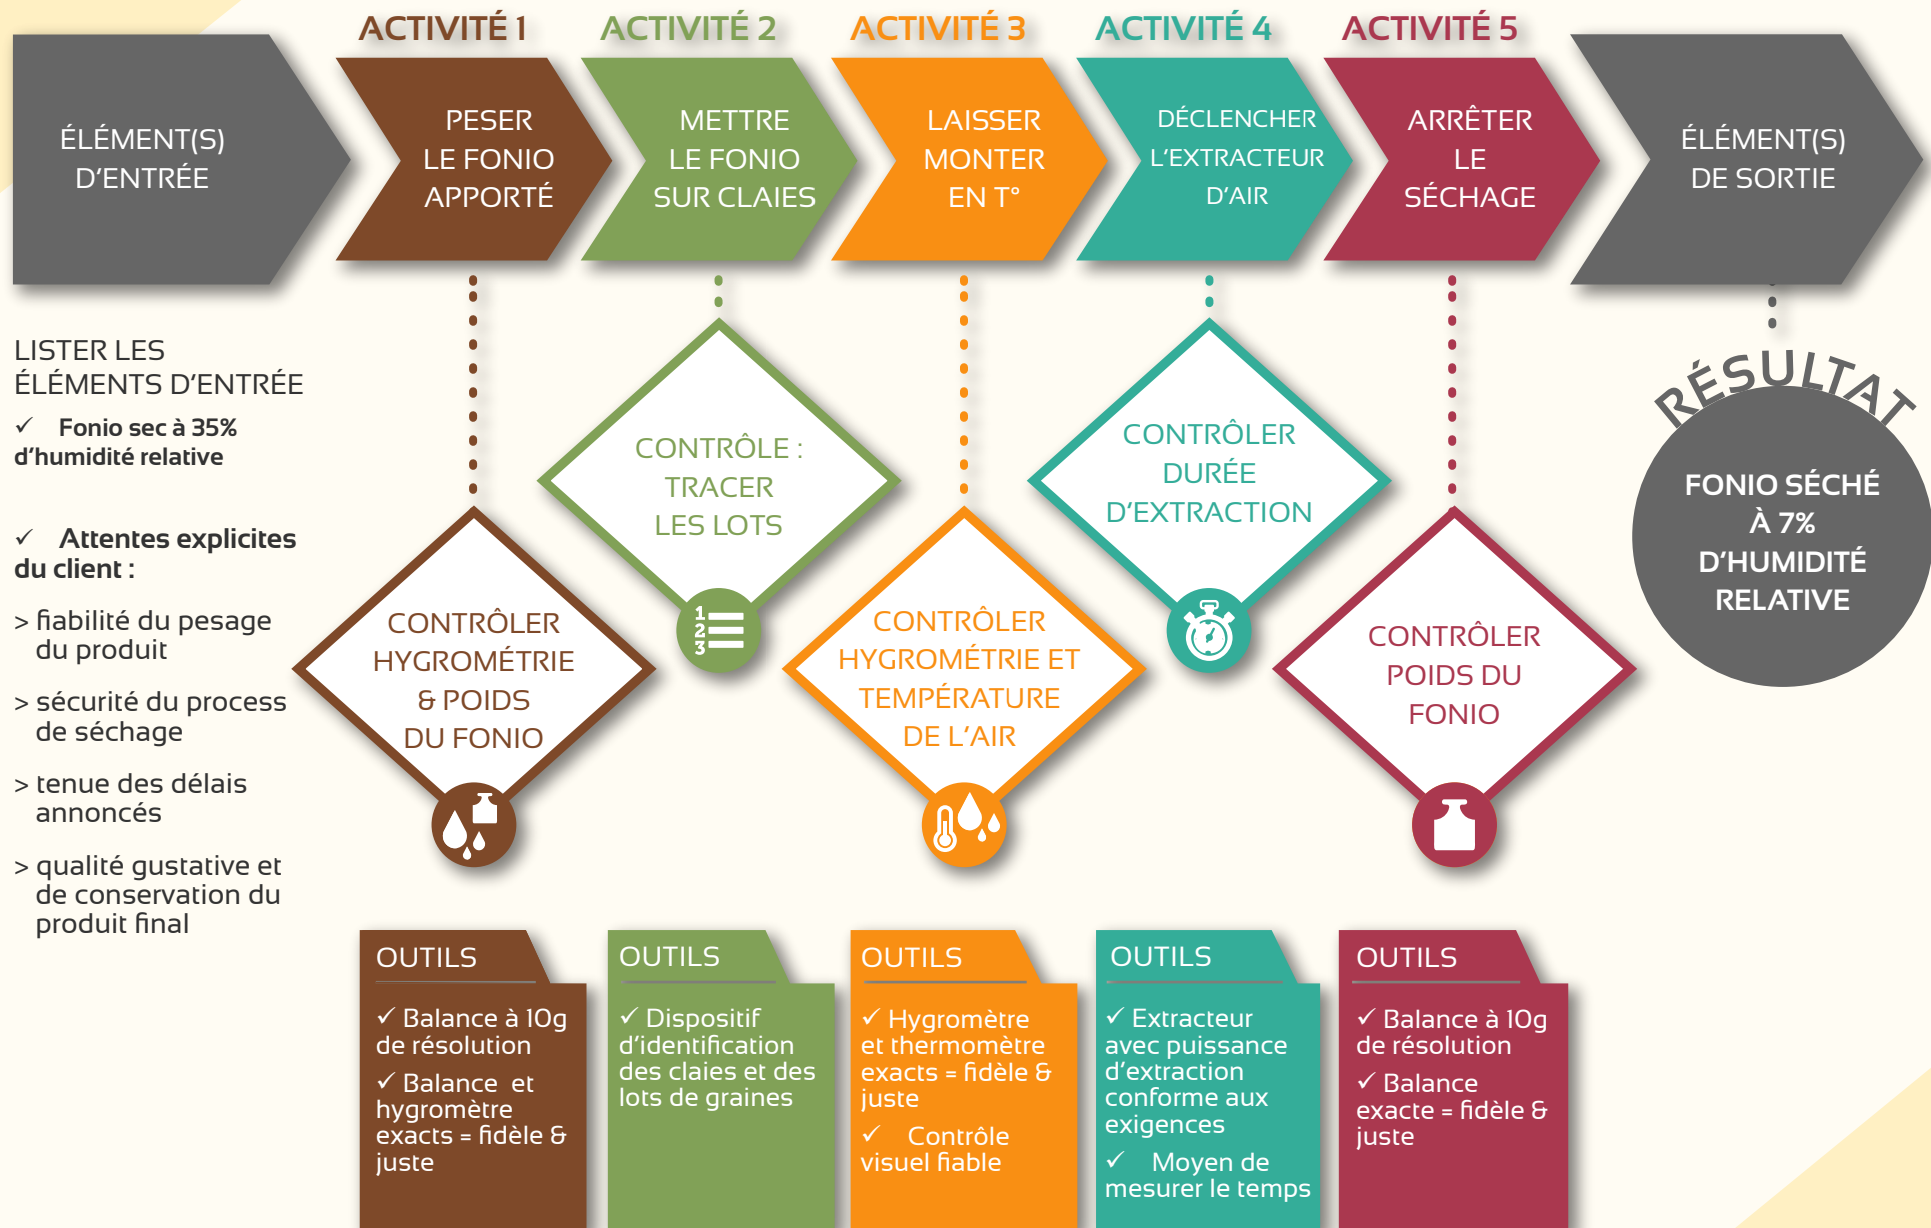 ACTIVITÉ 1
ACTIVITÉ 2
ACTIVITÉ 3
ACTIVITÉ 4
ACTIVITÉ 5
ÉLÉMENT(S)
D'ENTRÉE
PESER
LE FONIO
APPORTÉ
METTRE
LE FONIO
SUR CLAIES
LAISSER
MONTER
EN T°
DÉCLENCHER
L'EXTRACTEUR
D'AIR
ARRÊTER
LE
SÉCHAGE
ÉLÉMENT(S)
DE SORTIE
LISTER LES
ÉLÉMENTS D'ENTRÉE
✓ Fonio sec à 35%
d'humidité relative
✓ Attentes explicites
du client :
> fiabilité du pesage
du produit
> sécurité du process
de séchage
> tenue des délais
annoncés
> qualité gustative et
de conservation du
produit final
CONTRÔLER
HYGROMÉTRIE
& POIDS
DU FONIO
CONTRÔLE :
TRACER
LES LOTS
1
2
3
CONTRÔLER
HYGROMÉTRIE ET
TEMPÉRATURE
DE L'AIR
CONTRÔLER
DURÉE
D'EXTRACTION
CONTRÔLER
POIDS DU
FONIO
RÉSULTAT
FONIO SÉCHÉ
À 7%
D'HUMIDITÉ
RELATIVE
OUTILS
✓ Balance à 10g
de résolution
✓ Balance et
hygromètre
exacts = fidèle &
juste
OUTILS
✓ Dispositif
d'identification
des claies et des
lots de graines
OUTILS
✓ Hygromètre
et thermomètre
exacts = fidèle &
juste
✓ Contrôle
visuel fiable
OUTILS
✓ Extracteur
avec puissance
d'extraction
conforme aux
exigences
✓ Moyen de
mesurer le temps
OUTILS
✓ Balance à 10g
de résolution
✓ Balance
exacte = fidèle &
juste